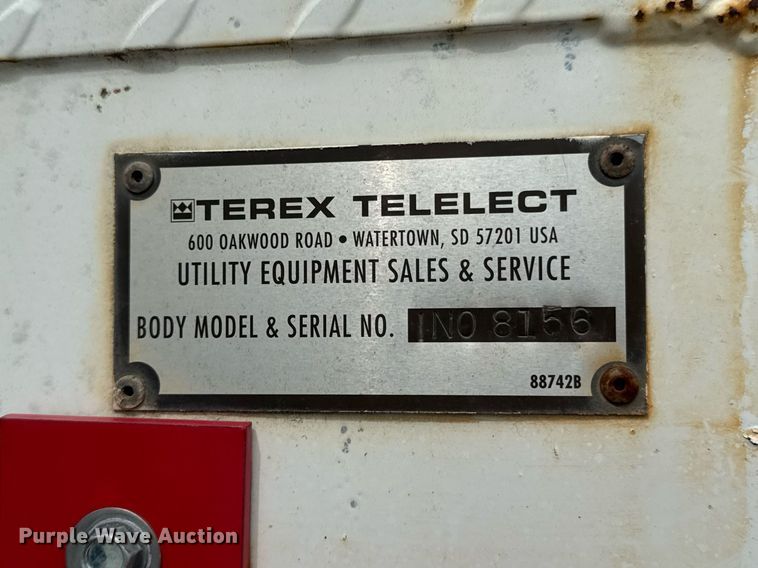 TEREX TELELECT
600 OAKWOOD ROAD • WATERTOWN, SD 57201 USA
UTILITY EQUIPMENT SALES & SERVICE
BODY MODEL & SERIAL NO. INO 8156
88742B
Purple Wave Auction